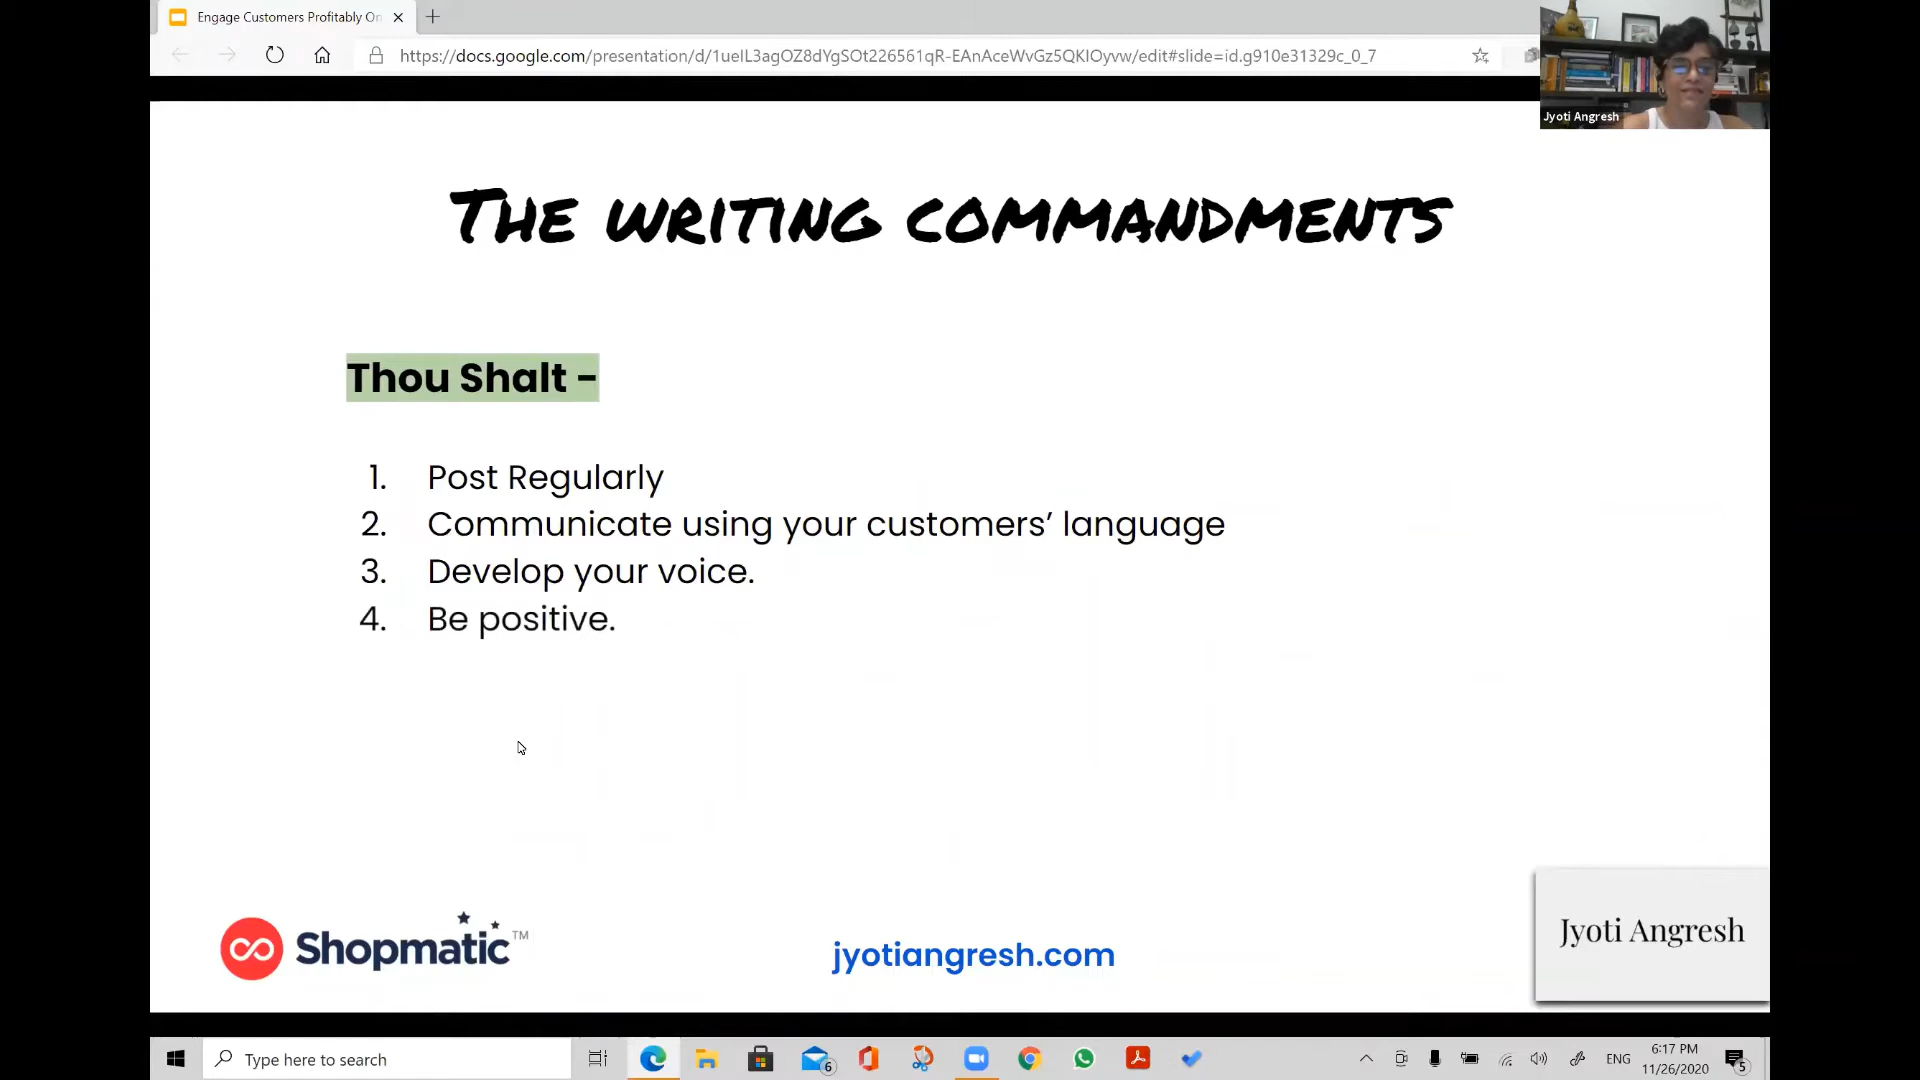 Engage Customers Profitably On
https://docs.google.com/presentation/d/1ueIL3agOZ8dYgSOt226561qR-EAnAceWvGz5QKIOyvw/edit#slide=id.g910e31329c_0_7
Jyoti Angresh
THE WRITING COMMANDMENTS
Thou Shalt -
1. Post Regularly
2. Communicate using your customers’ language
3. Develop your voice.
4. Be positive.
Shopmatic™
jyotiangresh.com
Jyoti Angresh
Type here to search
6
ENG
6:17 PM
11/26/2020
5